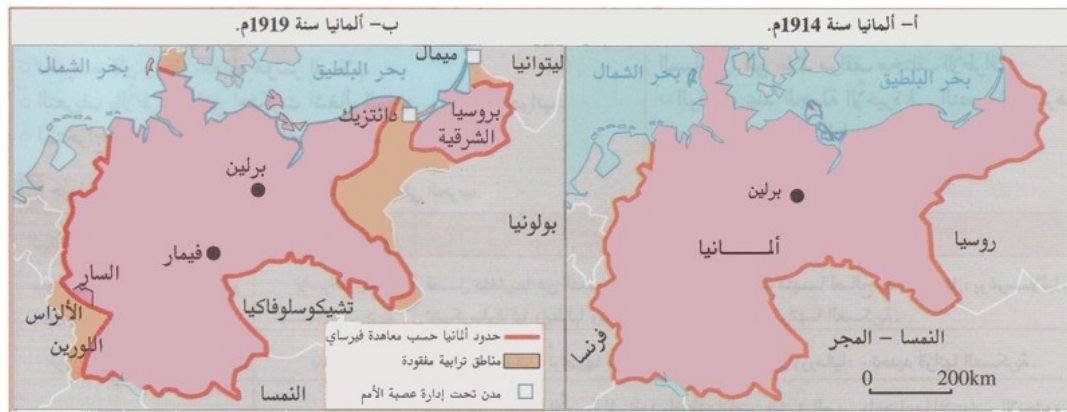 أ- ألمانيا سنة 1914م.
بحر الشمال
بحر البلطيق
برلين
روسيا
ألمـــــانيا
النمسا - المجر
فرنسا
0 200km
ب- ألمانيا سنة 1919م.
بحر الشمال
بحر البلطيق
ميمال
ليتوانيا
دانتزيك
بروسيا
الشرقية
برلين
بولونيا
فيمار
السار
الألزاس
اللورين
تشيكوسلوفاكيا
النمسا
حدود ألمانيا حسب معاهدة فيرساي
مناطق ترابية مفقودة
مدن تحت إدارة عصبة الأمم